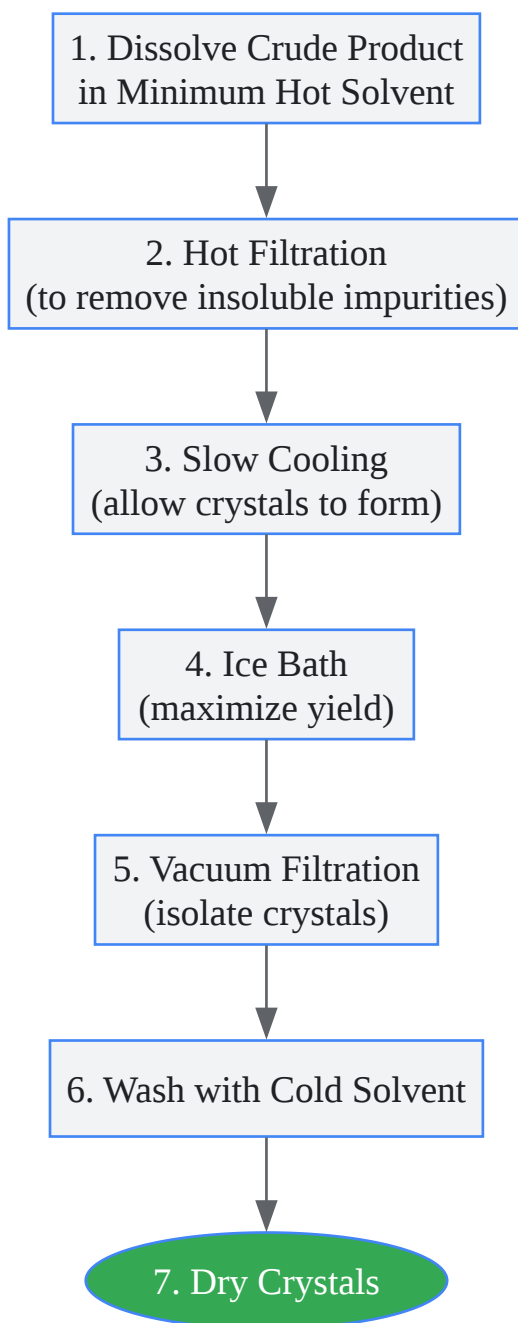 1. Dissolve Crude Product
in Minimum Hot Solvent
2. Hot Filtration
(to remove insoluble impurities)
3. Slow Cooling
(allow crystals to form)
4. Ice Bath
(maximize yield)
5. Vacuum Filtration
(isolate crystals)
6. Wash with Cold Solvent
7. Dry Crystals